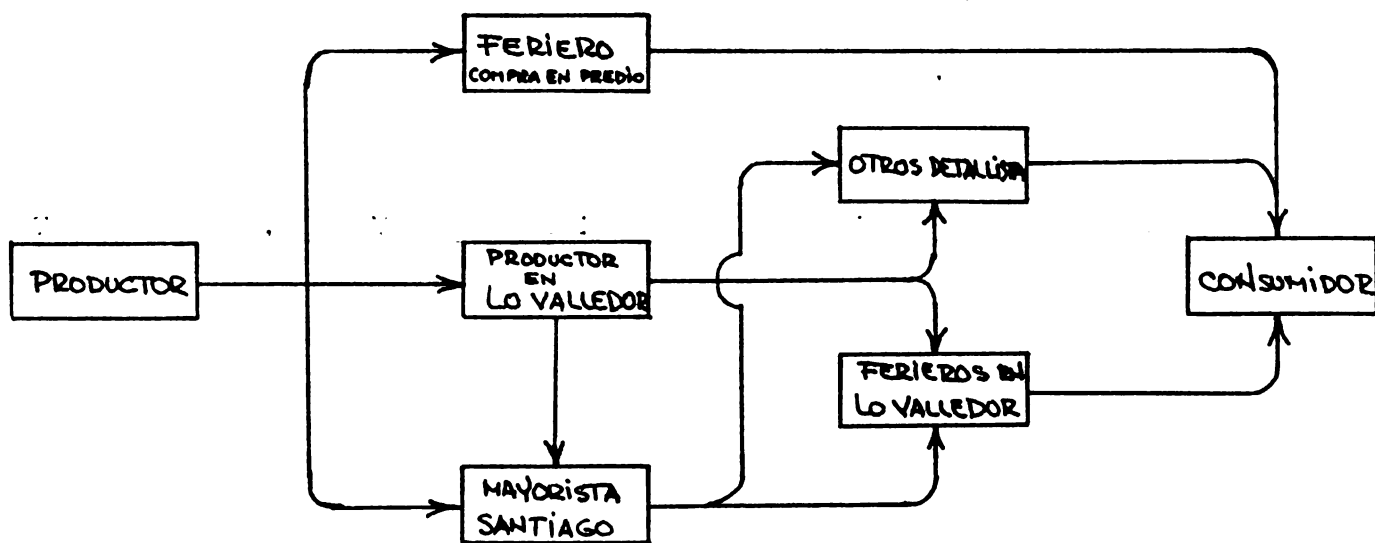 FERIERO
COMPRA EN PREDIO
OTROS DETALLISTA
PRODUCTOR
PRODUCTOR
EN
LO VALLEDOR
CONSUMIDOR
FERIEROS EN
LO VALLEDOR
MAYORISTA
SANTIAGO